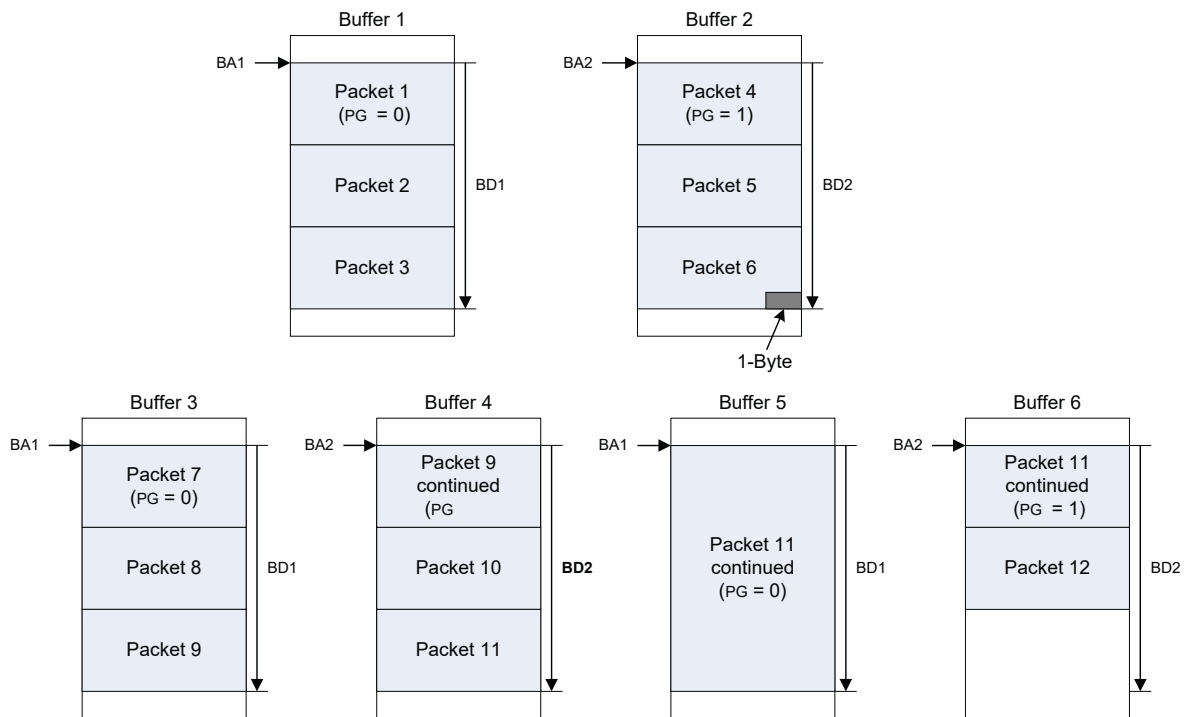 Buffer 1
Buffer 2
BA1
BA2
Packet 1
(PG = 0)
Packet 4
(PG = 1)
Packet 2
BD1
Packet 5
BD2
Packet 3
Packet 6
1-Byte
Buffer 3
Buffer 4
Buffer 5
Buffer 6
BA1
Packet 7
(PG = 0)
Packet 8
BD1
Packet 9
BA2
Packet 9
continued
(PG
Packet 10
BD2
Packet 11
BA1
Packet 11
continued
(PG = 0)
BD1
BA2
Packet 11
continued
(PG = 1)
Packet 12
BD2